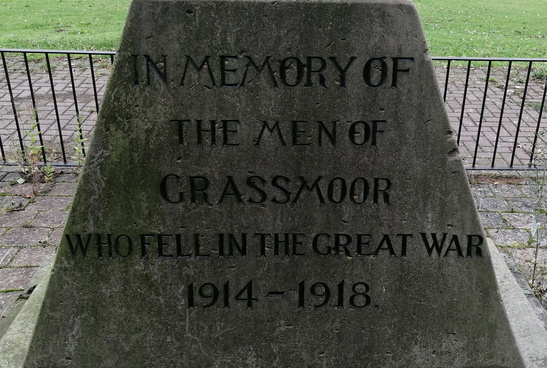 IN MEMORY OF
THE MEN OF
GRASSMOOR
WHO FELL IN THE GREAT WAR
1914 - 1918.